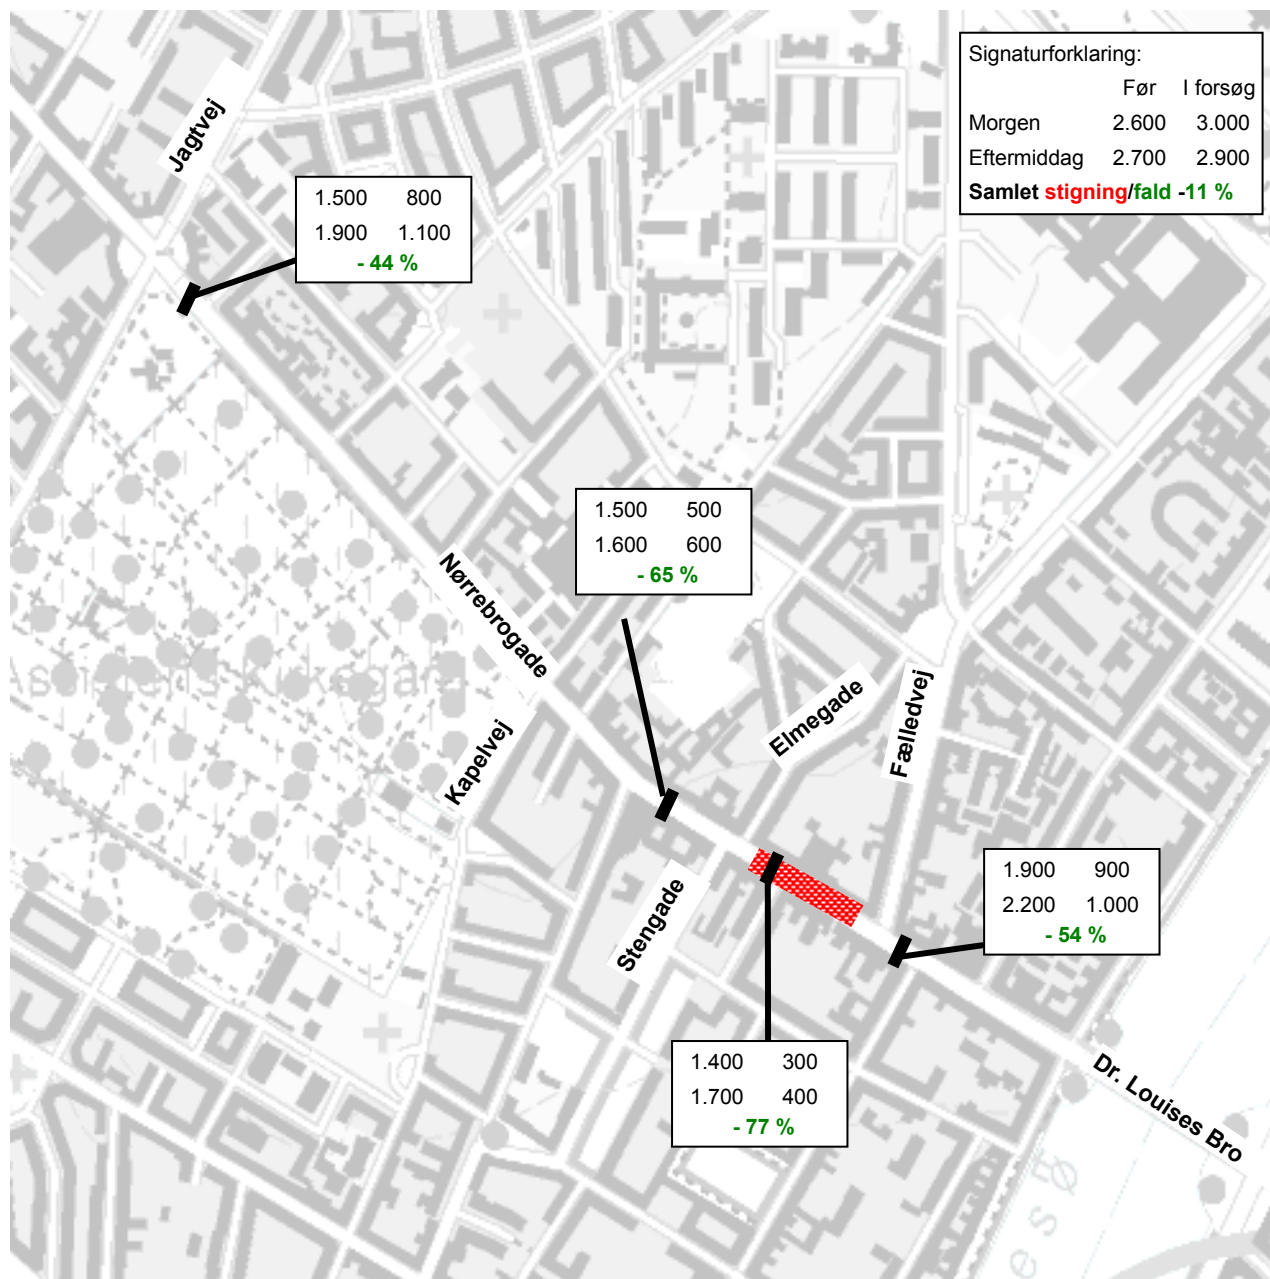 Signaturforklaring:
Før I forsøg
Morgen 2.600 3.000
Eftermiddag 2.700 2.900
Samlet stigning/fald -11 %
Jagtvej
1.500 800
1.900 1.100
- 44 %
1.500 500
1.600 600
- 65 %
Nørrebrogade
Elmegade
Fælledvej
Kapelvej
Stengade
1.900 900
2.200 1.000
- 54 %
1.400 300
1.700 400
- 77 %
Dr. Louises Bro